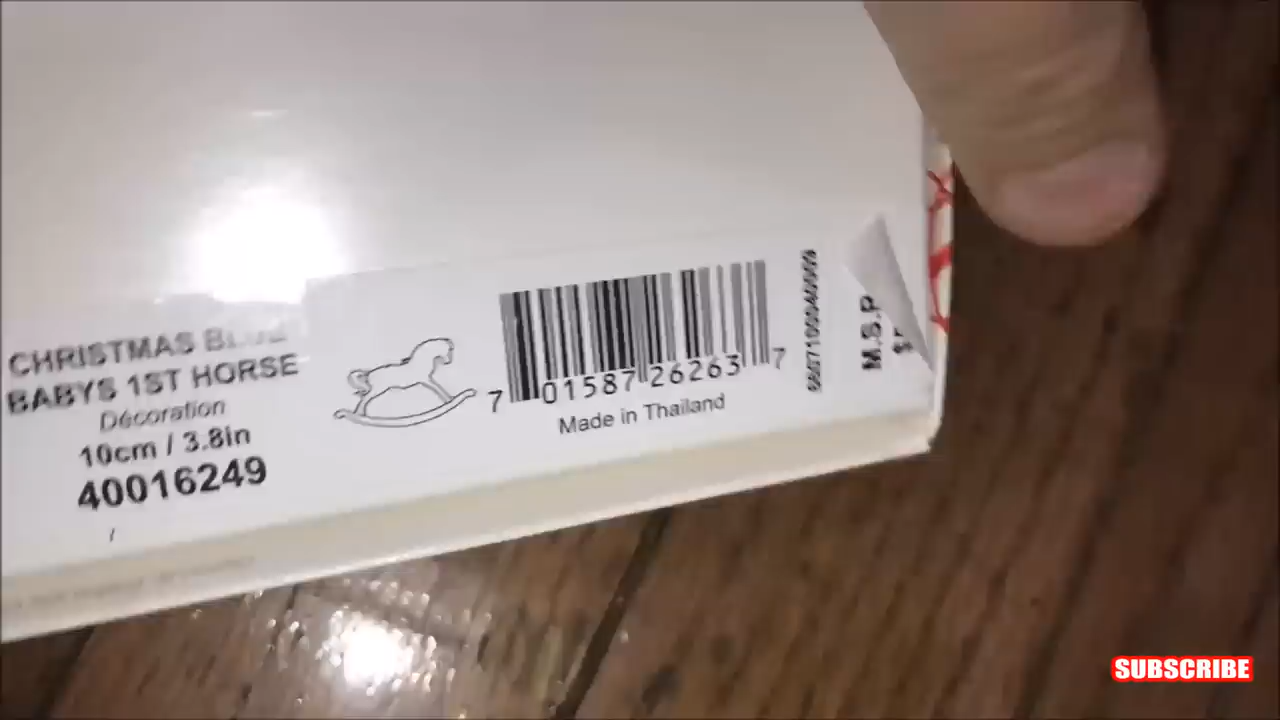 CHRISTMAS BLUE
BABYS 1ST HORSE
Décoration
10cm / 3.8in
40016249
7 01587 26263 7
Made in Thailand
M.S.P
$
SUBSCRIBE